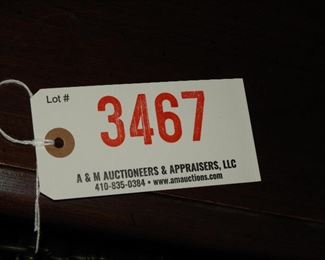 Lot #
3467
A & M AUCTIONEERS & APPRAISERS, LLC
410-835-0384 • www.amauctions.com